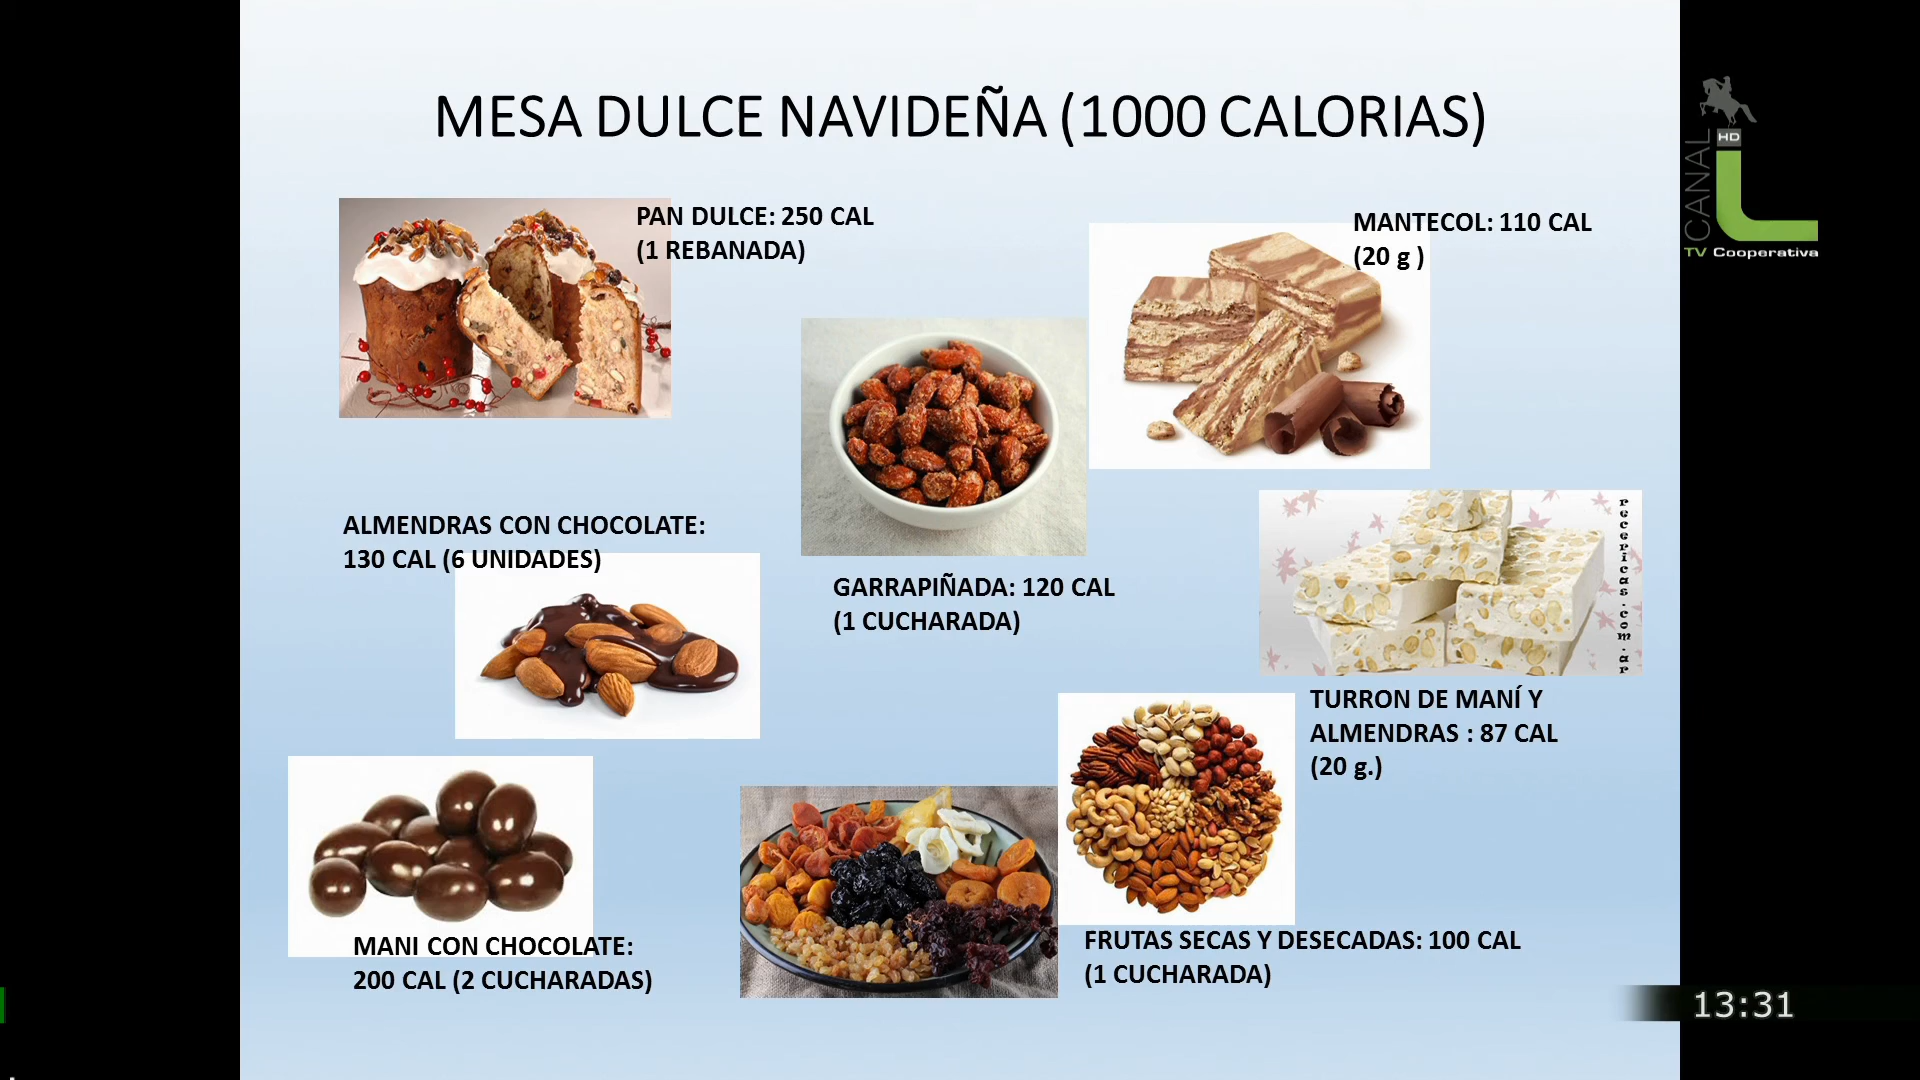 MESA DULCE NAVIDEÑA (1000 CALORIAS)
PAN DULCE: 250 CAL
(1 REBANADA)
MANTECOL: 110 CAL
(20 g )
CANAL
HD
L
TV Cooperativa
ALMENDRAS CON CHOCOLATE:
130 CAL (6 UNIDADES)
GARRAPIÑADA: 120 CAL
(1 CUCHARADA)
recericas.com.ar
TURRON DE MANÍ Y
ALMENDRAS : 87 CAL
(20 g.)
MANI CON CHOCOLATE:
200 CAL (2 CUCHARADAS)
FRUTAS SECAS Y DESECADAS: 100 CAL
(1 CUCHARADA)
13:31